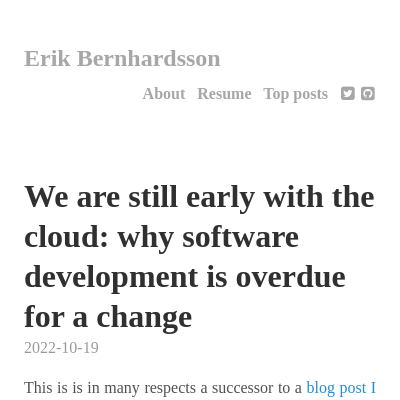 Erik Bernhardsson
About Resume Top posts
We are still early with the
cloud: why software
development is overdue
for a change
2022-10-19
This is is in many respects a successor to a blog post I